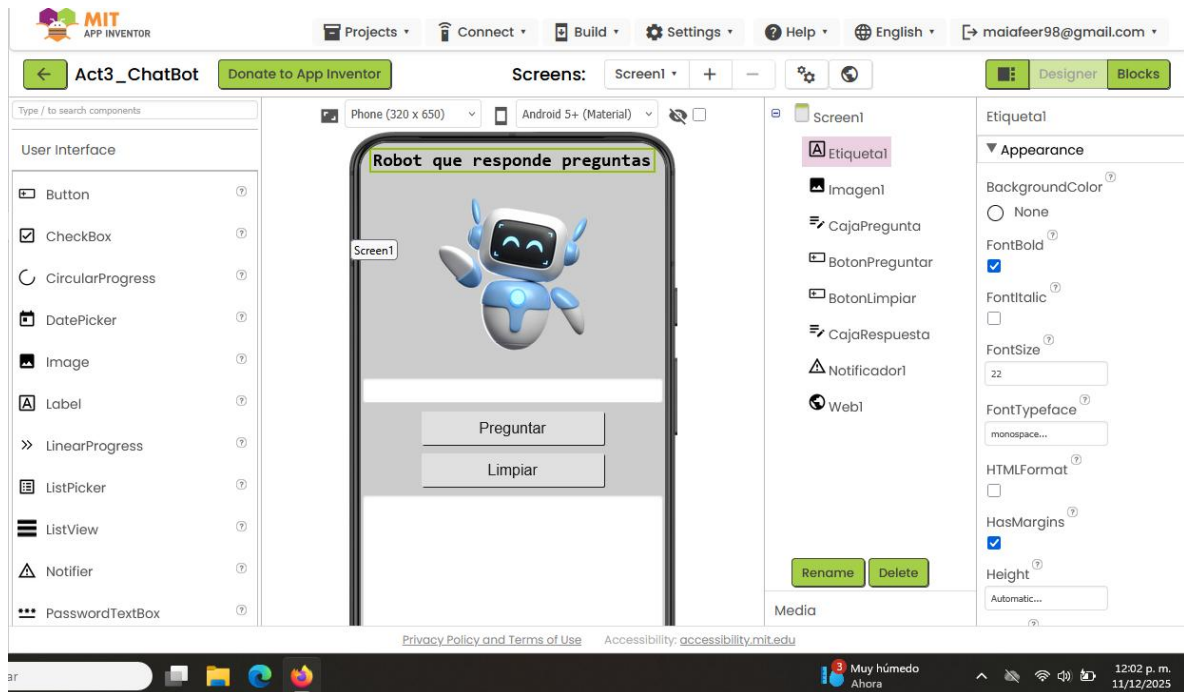 MIT
APP INVENTOR
Projects
Connect
Build
Settings
Help
English
maiafeer98@gmail.com
Act3_ChatBot
Donate to App Inventor
Screens:
Screen1
Designer
Blocks
Type / to search components
User Interface
Button
CheckBox
CircularProgress
DatePicker
Image
Label
LinearProgress
ListPicker
ListView
Notifier
PasswordTextBox
Phone (320 x 650)
Android 5+ (Material)
Robot que responde preguntas
Screen1
Preguntar
Limpiar
Screen1
Etiqueta1
Imagen1
CajaPregunta
BotonPreguntar
BotonLimpiar
CajaRespuesta
Notificador1
Web1
Rename
Delete
Media
Etiqueta1
Appearance
BackgroundColor
None
FontBold
FontItalic
FontSize
22
FontTypeface
monospace...
HTMLFormat
HasMargins
Height
Automatic...
Privacy Policy and Terms of Use
Accessibility: accessibility.mit.edu
ar
3
Muy húmedo
Ahora
12:02 p. m.
11/12/2025